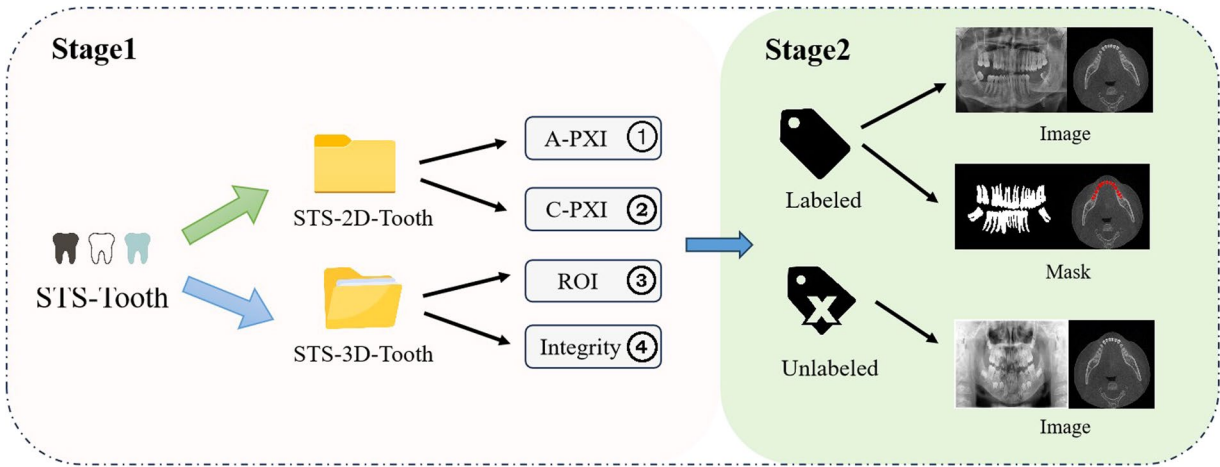 Stage1
STS-Tooth
STS-2D-Tooth
A-PXI ①
C-PXI ②
STS-3D-Tooth
ROI ③
Integrity ④
Stage2
Labeled
Image
Mask
Unlabeled
X
Image